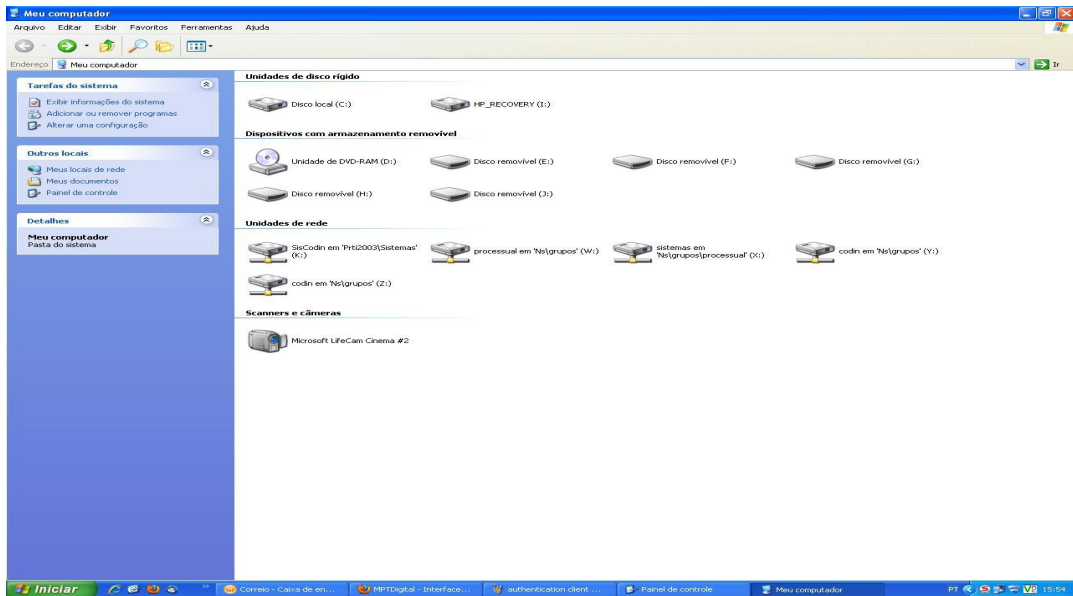 Meu computador
Arquivo Editar Exibir Favoritos Ferramentas Ajuda
Endereço Meu computador Ir
Tarefas do sistema
Exibir informações do sistema
Adicionar ou remover programas
Alterar uma configuração
Outros locais
Meus locais de rede
Meus documentos
Painel de controle
Detalhes
Meu computador
Pasta do sistema
Unidades de disco rígido
Disco local (C:) HP_RECOVERY (I:)
Dispositivos com armazenamento removível
Unidade de DVD-RAM (D:) Disco removível (E:) Disco removível (F:) Disco removível (G:)
Disco removível (H:) Disco removível (J:)
Unidades de rede
SisCodin em 'Prti2003\Sistemas' (K:) processual em 'Ns\grupos' (W:) sistemas em 'Ns\grupos\processual' (X:) codin em 'Ns\grupos' (Y:)
codin em 'Ns\grupos' (Z:)
Scanners e câmeras
Microsoft LifeCam Cinema #2
Iniciar Correio - Caixa de en... MPTDigital - Interface... authentication client ... Painel de controle Meu computador PT 15:54